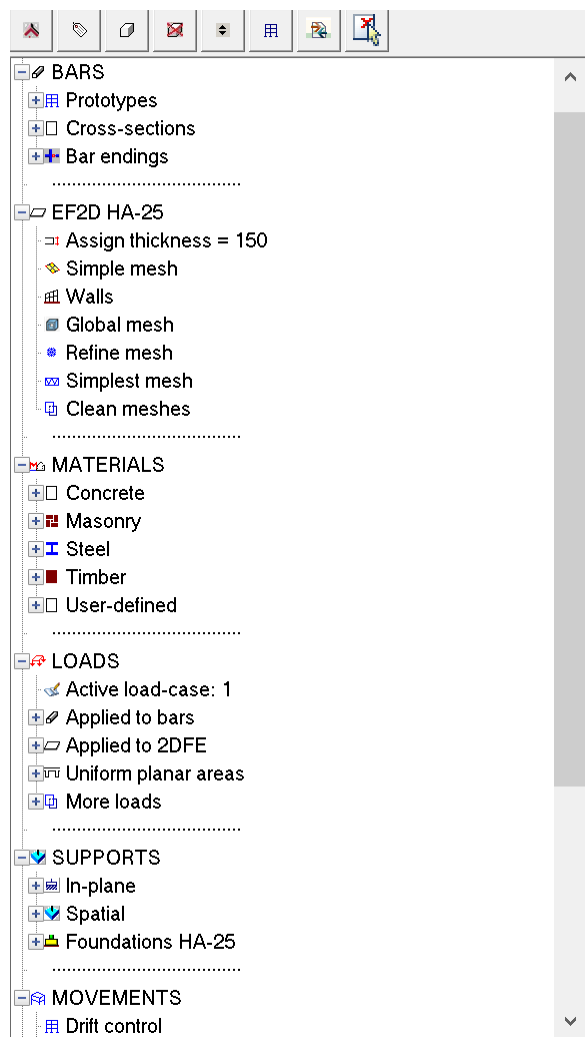 BARS
Prototypes
Cross-sections
Bar endings
..................................
EF2D HA-25
Assign thickness = 150
Simple mesh
Walls
Global mesh
Refine mesh
Simplest mesh
Clean meshes
..................................
MATERIALS
Concrete
Masonry
Steel
Timber
User-defined
..................................
LOADS
Active load-case: 1
Applied to bars
Applied to 2DFE
Uniform planar areas
More loads
..................................
SUPPORTS
In-plane
Spatial
Foundations HA-25
..................................
MOVEMENTS
Drift control